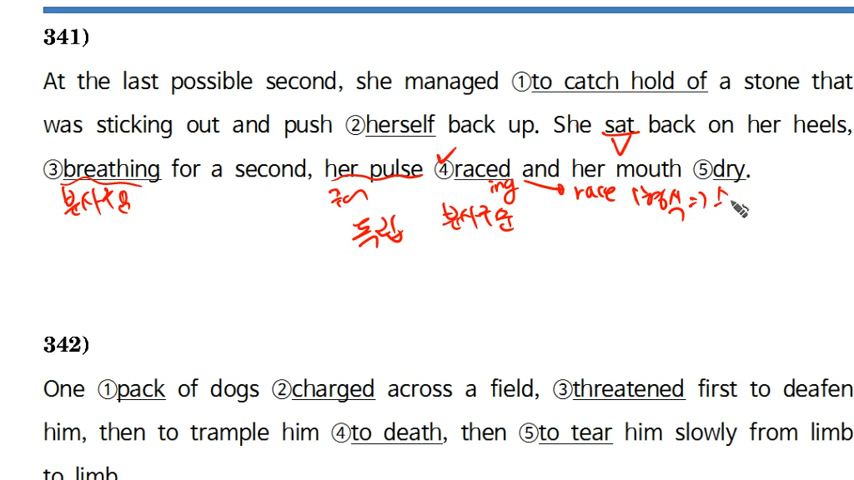 341)
At the last possible second, she managed ①to catch hold of a stone that
was sticking out and push ②herself back up. She sat back on her heels,
V
③breathing for a second, her pulse ④raced and her mouth ⑤dry.
분사구문
주어
독립
ing
분사구문
race 1형식 =>
342)
One ①pack of dogs ②charged across a field, ③threatened first to deafen
him, then to trample him ④to death, then ⑤to tear him slowly from limb
to limb.